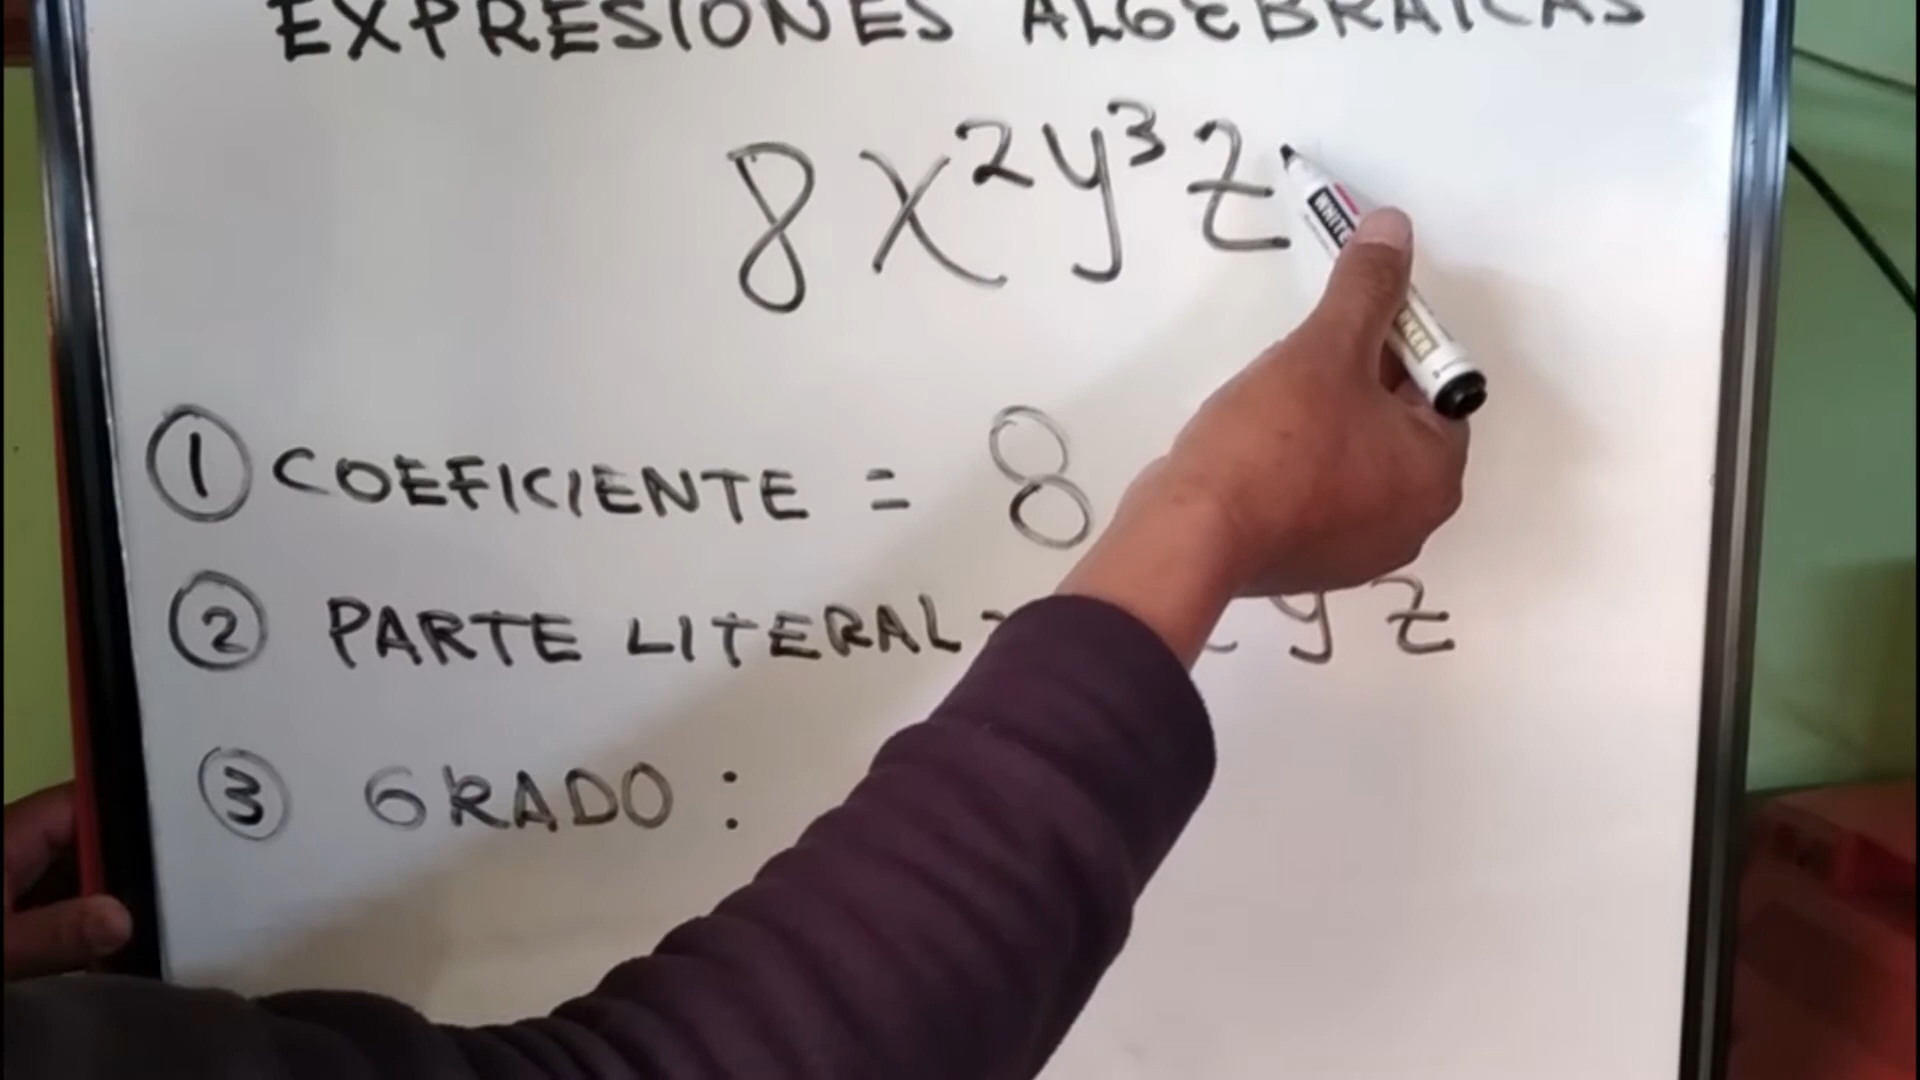 EXPRESIONES ALGEBRAICAS
8x²y³z
① COEFICIENTE = 8
② PARTE LITERAL = y z
③ GRADO :